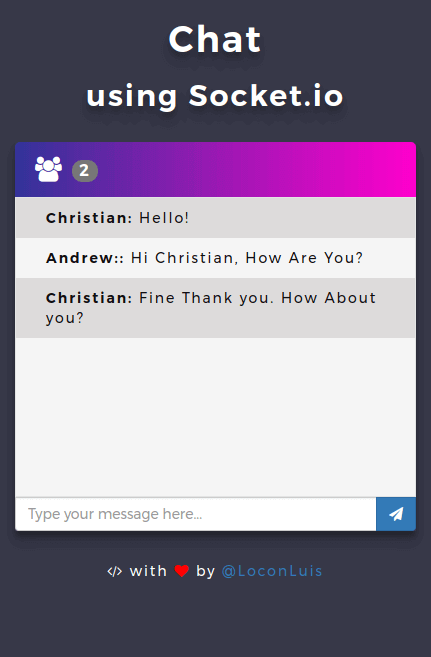 Chat
using Socket.io
2
Christian: Hello!
Andrew:: Hi Christian, How Are You?
Christian: Fine Thank you. How About
you?
Type your message here...
</> with ❤ by @LoconLuis